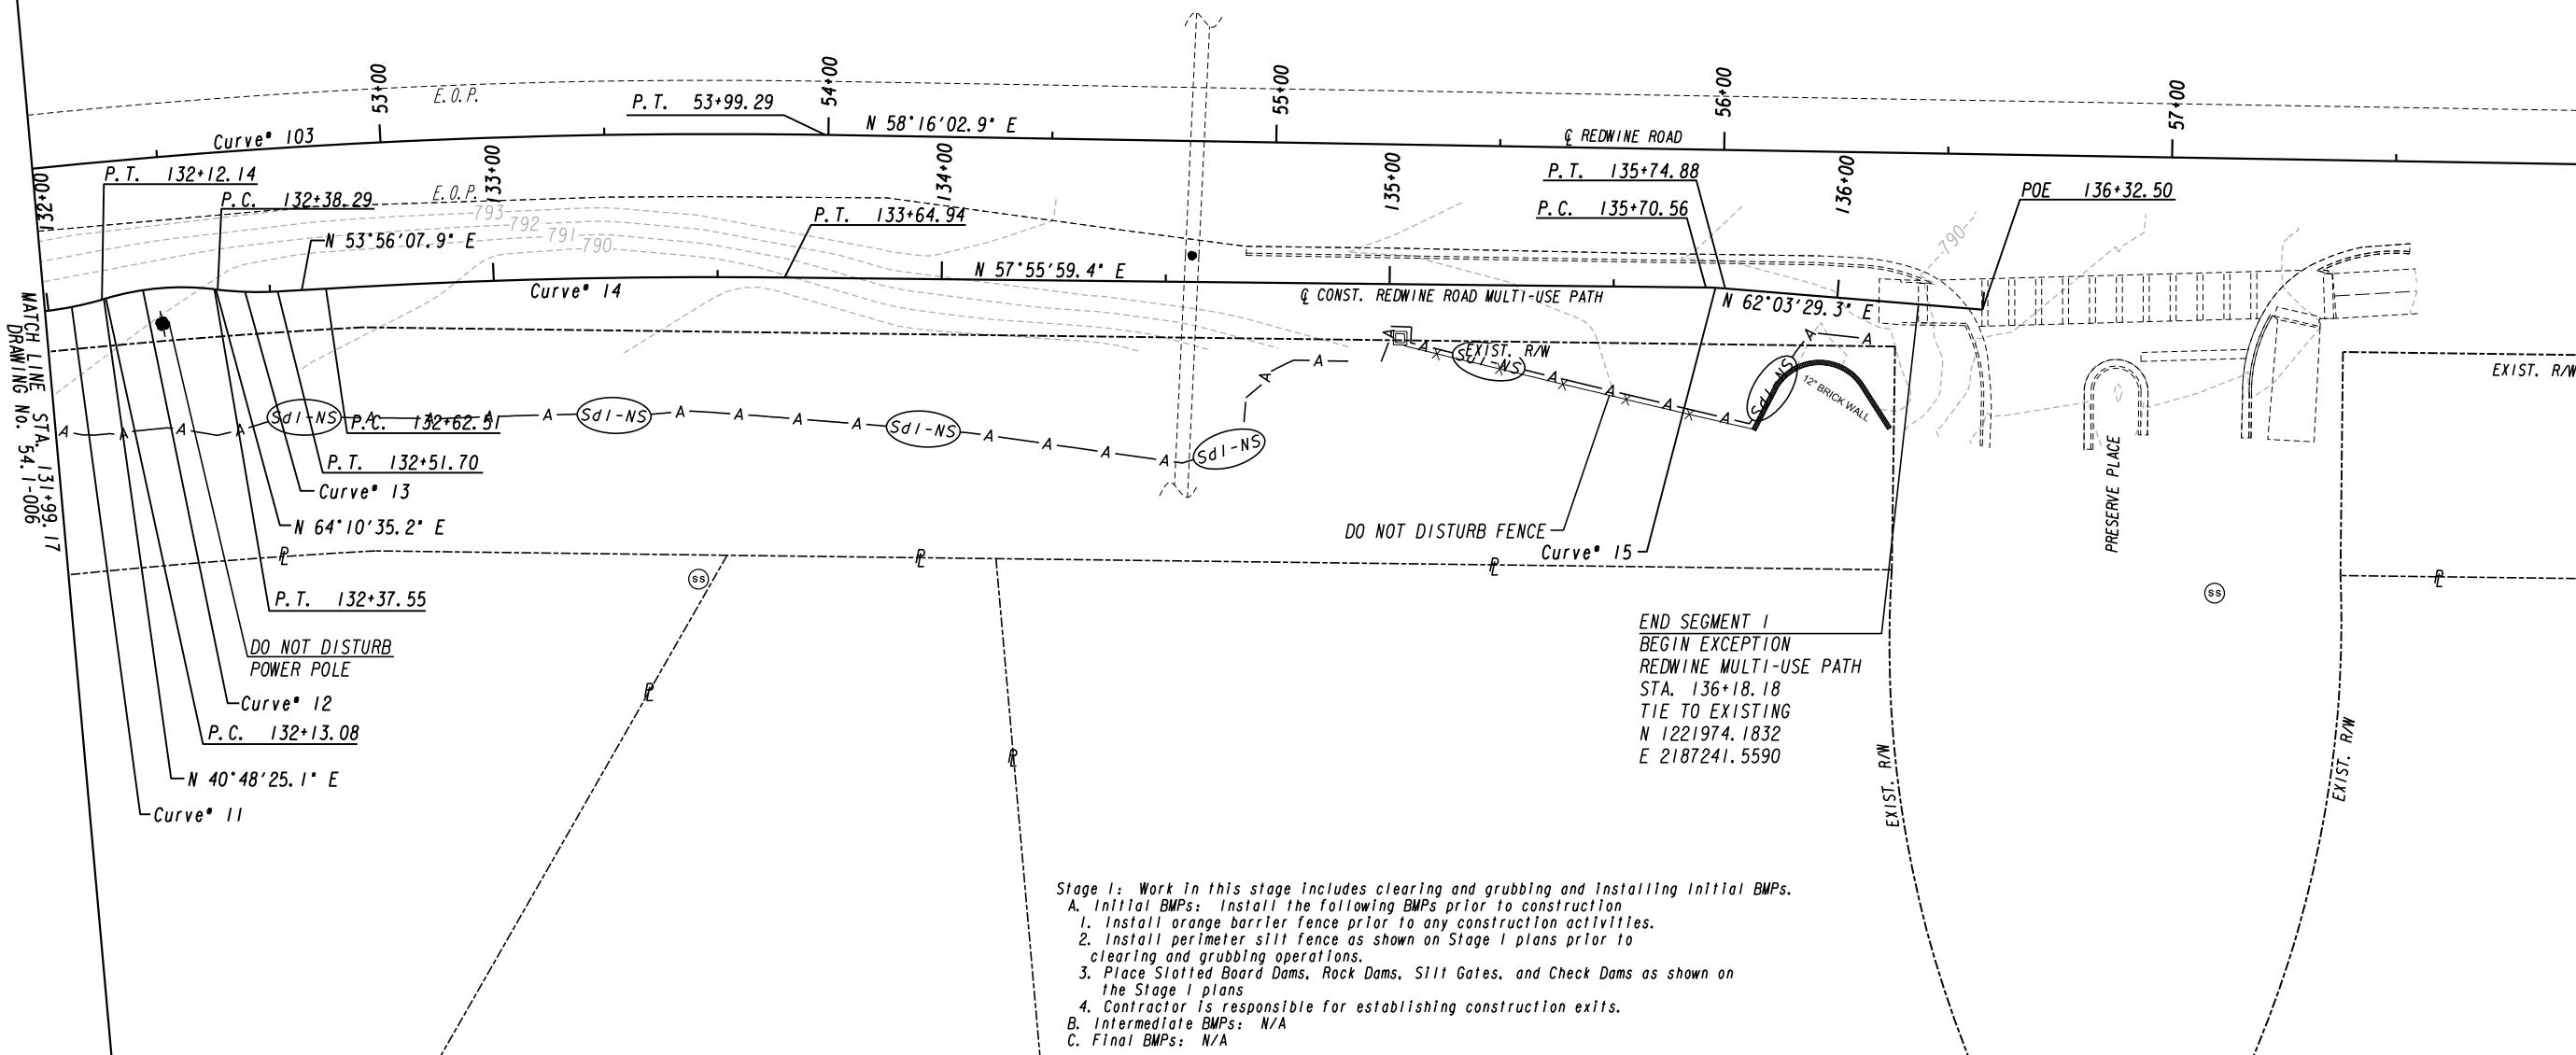 53+00
54+00
55+00
56+00
57+00
E.O.P.
P.T. 53+99.29
N 58°16'02.9" E
Curve# 103
℄ REDWINE ROAD
132+00
133+00
134+00
135+00
136+00
P.T. 132+12.14
P.C. 132+38.29
E.O.P.
793
792
791
790
P.T. 133+64.94
P.T. 135+74.88
P.C. 135+70.56
POE 136+32.50
790
N 53°56'07.9" E
N 57°55'59.4" E
Curve# 14
℄ CONST. REDWINE ROAD MULTI-USE PATH
N 62°03'29.3" E
MATCH LINE STA. 131+99.17
DRAWING No. 54.1-006
EXIST. R/W
EXIST. R/W
12" BRICK WALL
A A A A Sd1-NS A A A A Sd1-NS A A A A Sd1-NS A A A A Sd1-NS A A
A A Sd1-NS A A A A Sd1-NS A A
P.C. 132+62.51
P.T. 132+51.70
Curve# 13
N 64°10'35.2" E
DO NOT DISTURB FENCE
Curve# 15
PRESERVE PLACE
℄ ℄ ℄ ℄
SS
SS
P.T. 132+37.55
DO NOT DISTURB
POWER POLE
Curve# 12
P.C. 132+13.08
N 40°48'25.1" E
Curve# 11
END SEGMENT 1
BEGIN EXCEPTION
REDWINE MULTI-USE PATH
STA. 136+18.18
TIE TO EXISTING
N 1221974.1832
E 2187241.5590
EXIST. R/W
EXIST. R/W
Stage 1: Work in this stage includes clearing and grubbing and installing Initial BMPs.
A. Initial BMPs: Install the following BMPs prior to construction
1. Install orange barrier fence prior to any construction activities.
2. Install perimeter silt fence as shown on Stage 1 plans prior to
clearing and grubbing operations.
3. Place Slotted Board Dams, Rock Dams, Silt Gates, and Check Dams as shown on
the Stage 1 plans
4. Contractor is responsible for establishing construction exits.
B. Intermediate BMPs: N/A
C. Final BMPs: N/A